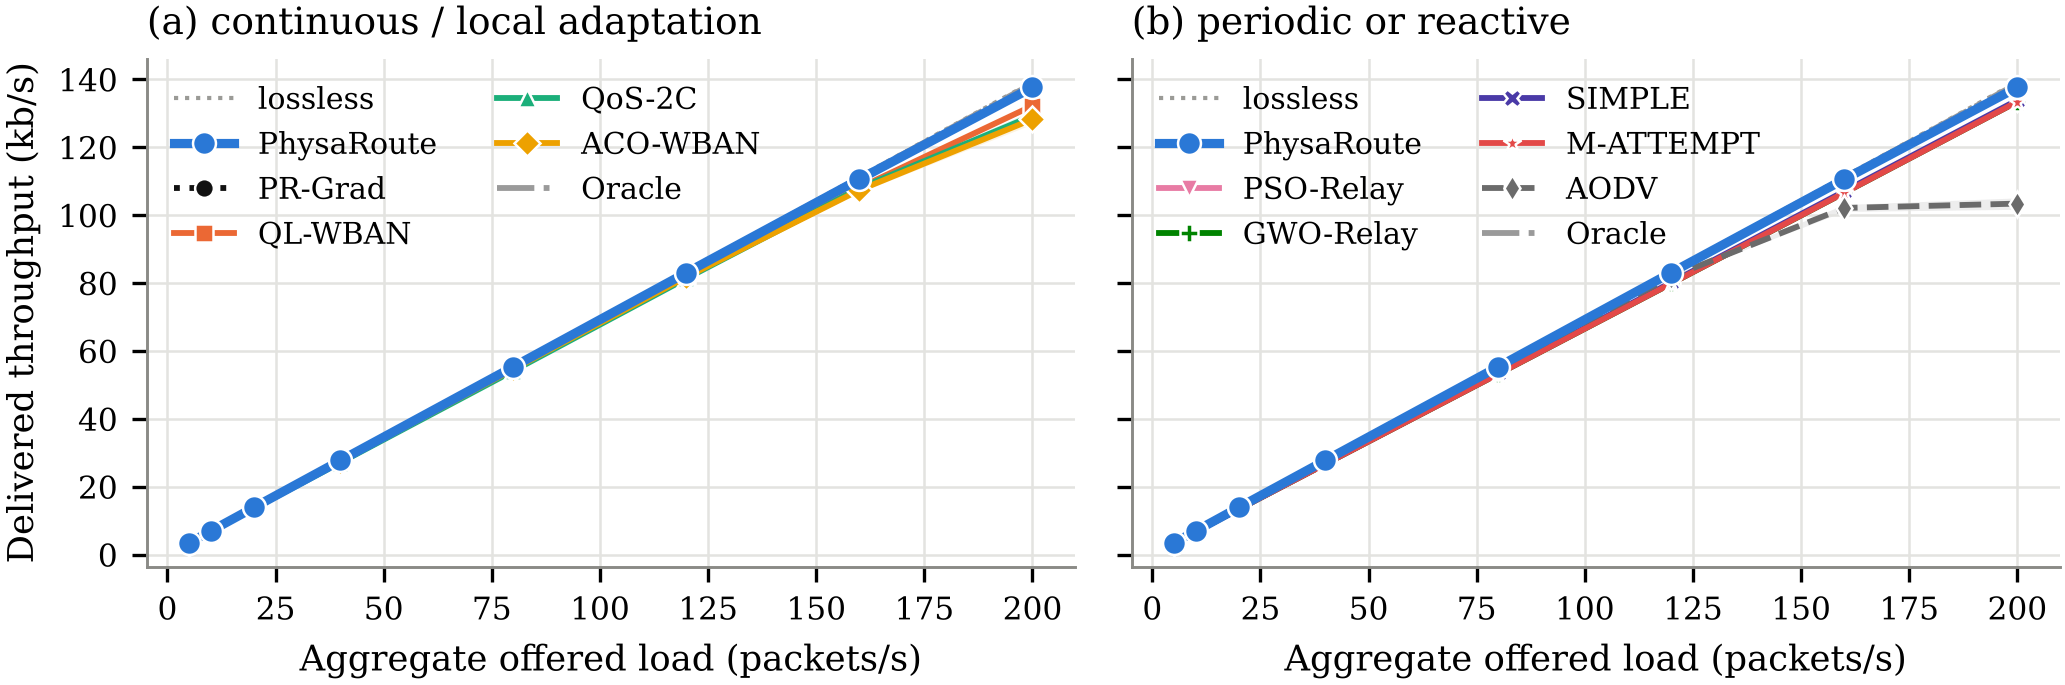 (a) continuous / local adaptation
Delivered throughput (kb/s)
140
120
100
80
60
40
20
0
lossless
PhysaRoute
PR-Grad
QL-WBAN
QoS-2C
ACO-WBAN
Oracle
0 25 50 75 100 125 150 175 200
Aggregate offered load (packets/s)
(b) periodic or reactive
lossless
PhysaRoute
PSO-Relay
GWO-Relay
SIMPLE
M-ATTEMPT
AODV
Oracle
0 25 50 75 100 125 150 175 200
Aggregate offered load (packets/s)